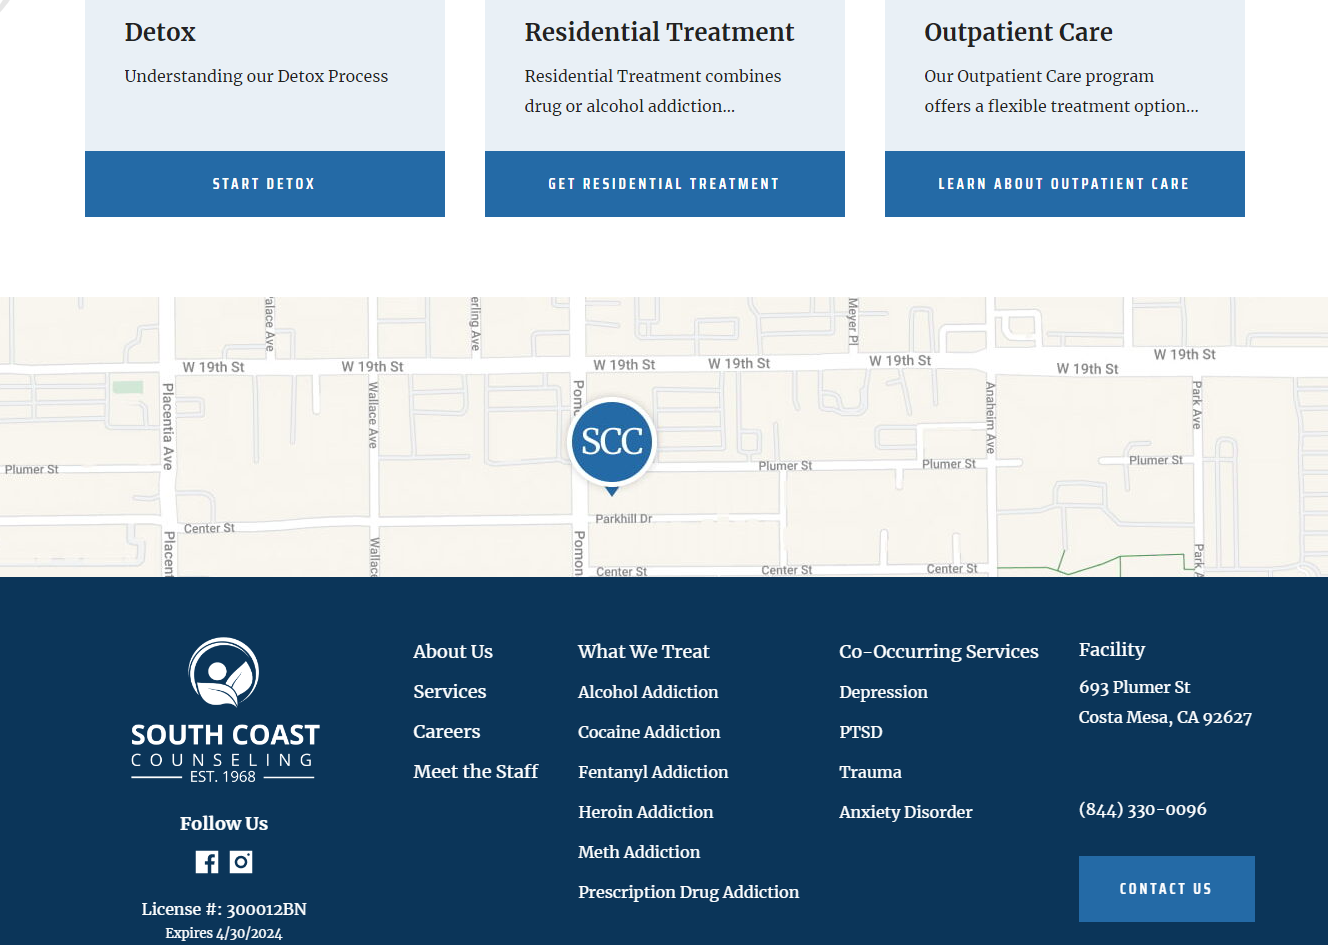 Detox
Understanding our Detox Process
START DETOX
Residential Treatment
Residential Treatment combines
drug or alcohol addiction...
GET RESIDENTIAL TREATMENT
Outpatient Care
Our Outpatient Care program
offers a flexible treatment option...
LEARN ABOUT OUTPATIENT CARE
alace Ave
erling Ave
Meyer Pl
W 19th St
W 19th St
W 19th St
W 19th St
W 19th St
W 19th St
W 19th St
Placentia Ave
Wallace Ave
Pomo
Anaheim Ave
Park Ave
SCC
Plumer St
Plumer St
Plumer St
Plumer St
Center St
Parkhill Dr
Placent
Wallace
Pomon
Park A
Center St
Center St
Center St
SOUTH COAST
COUNSELING
EST. 1968
Follow Us
License #: 300012BN
Expires 4/30/2024
About Us
Services
Careers
Meet the Staff
What We Treat
Alcohol Addiction
Cocaine Addiction
Fentanyl Addiction
Heroin Addiction
Meth Addiction
Prescription Drug Addiction
Co-Occurring Services
Depression
PTSD
Trauma
Anxiety Disorder
Facility
693 Plumer St
Costa Mesa, CA 92627
(844) 330-0096
CONTACT US